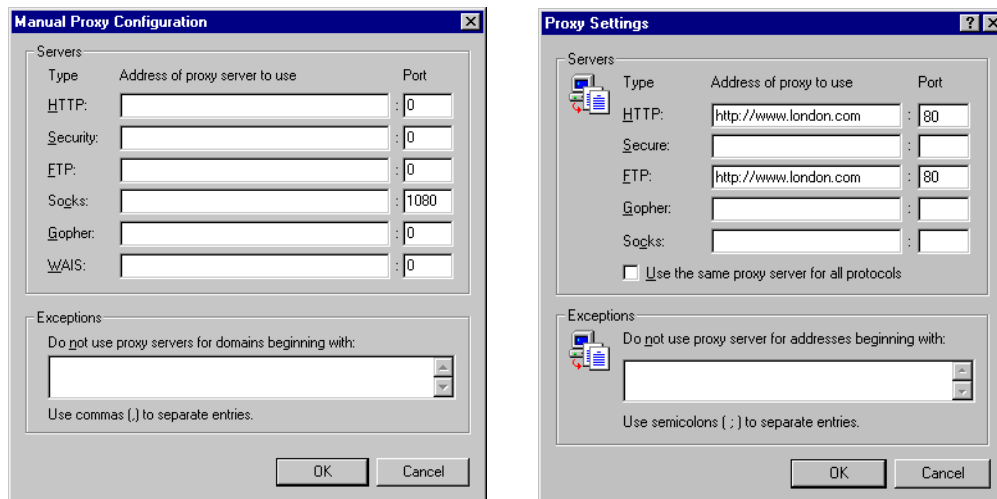 Manual Proxy Configuration
Servers
Type Address of proxy server to use Port
HTTP: : 0
Security: : 0
FTP: : 0
Socks: : 1080
Gopher: : 0
WAIS: : 0
Exceptions
Do not use proxy servers for domains beginning with:
Use commas (,) to separate entries.
OK Cancel
Proxy Settings
Servers
Type Address of proxy to use Port
HTTP: http://www.london.com : 80
Secure: :
FTP: http://www.london.com : 80
Gopher: :
Socks: :
Use the same proxy server for all protocols
Exceptions
Do not use proxy server for addresses beginning with:
Use semicolons ( ; ) to separate entries.
OK Cancel